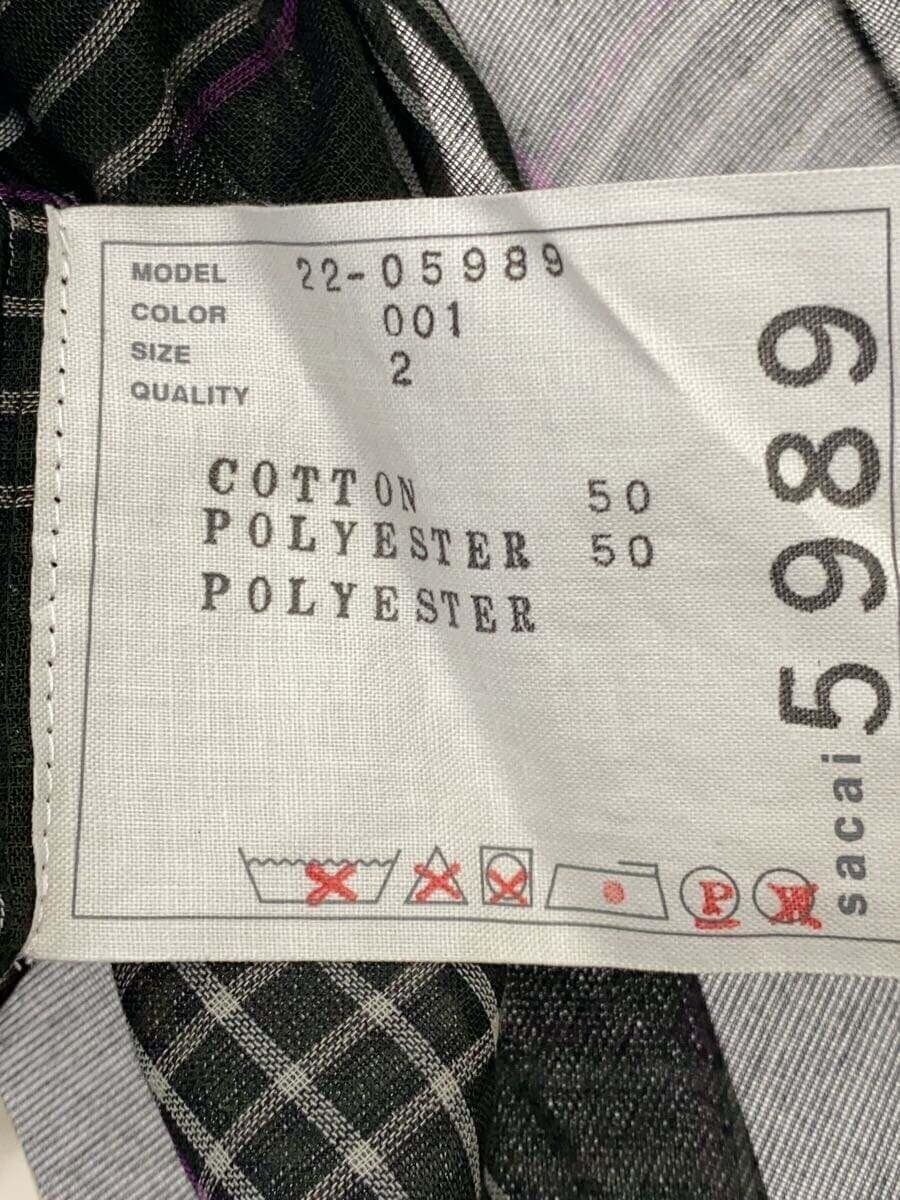 MODEL 22-05989
COLOR 001
SIZE 2
QUALITY
COTTON 50
POLYESTER 50
POLYESTER
P
W
sacai 5989